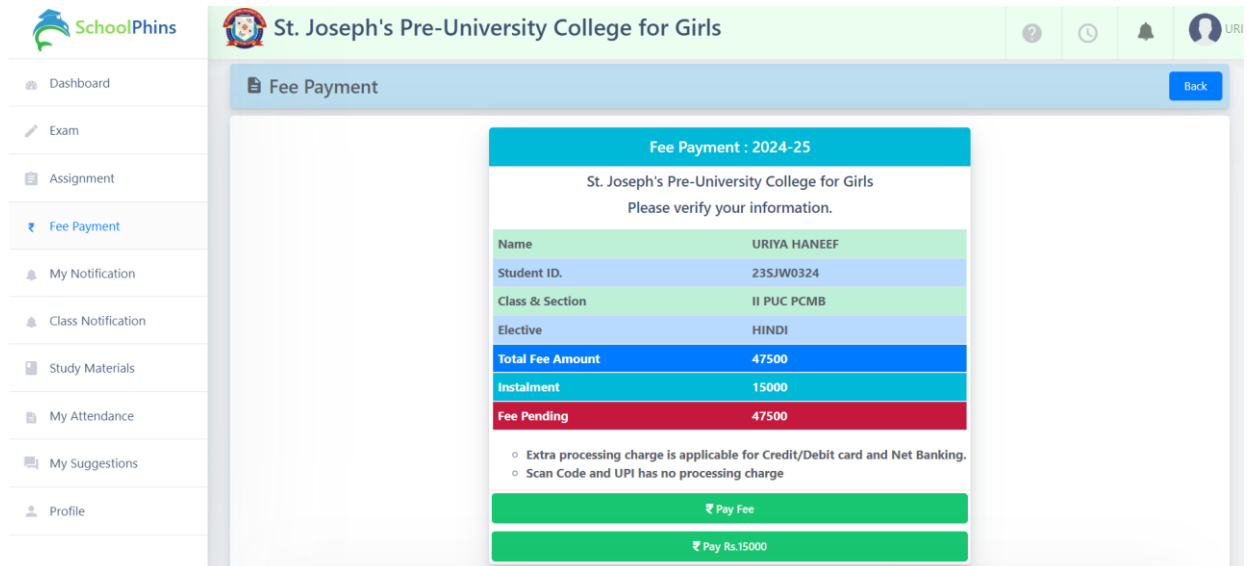 SchoolPhins
St. Joseph's Pre-University College for Girls
URI
Dashboard
Exam
Assignment
₹ Fee Payment
My Notification
Class Notification
Study Materials
My Attendance
My Suggestions
Profile
Fee Payment
Back
Fee Payment : 2024-25
St. Joseph's Pre-University College for Girls
Please verify your information.
Name URIYA HANEEF
Student ID. 23SJW0324
Class & Section II PUC PCMB
Elective HINDI
Total Fee Amount 47500
Instalment 15000
Fee Pending 47500
Extra processing charge is applicable for Credit/Debit card and Net Banking.
Scan Code and UPI has no processing charge
₹ Pay Fee
₹ Pay Rs.15000